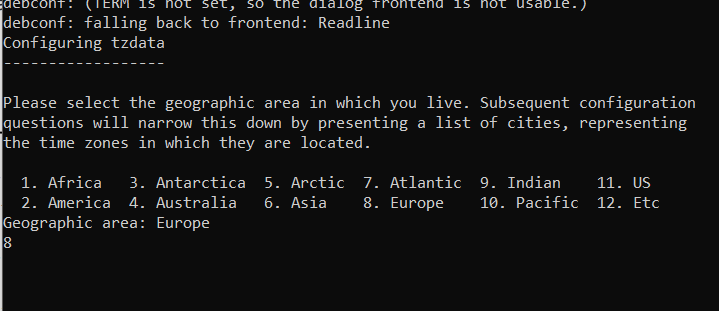 debconf: (TERM is not set, so the dialog frontend is not usable.)
debconf: falling back to frontend: Readline
Configuring tzdata
------------------
Please select the geographic area in which you live. Subsequent configuration
questions will narrow this down by presenting a list of cities, representing
the time zones in which they are located.
1. Africa 3. Antarctica 5. Arctic 7. Atlantic 9. Indian 11. US
2. America 4. Australia 6. Asia 8. Europe 10. Pacific 12. Etc
Geographic area: Europe
8